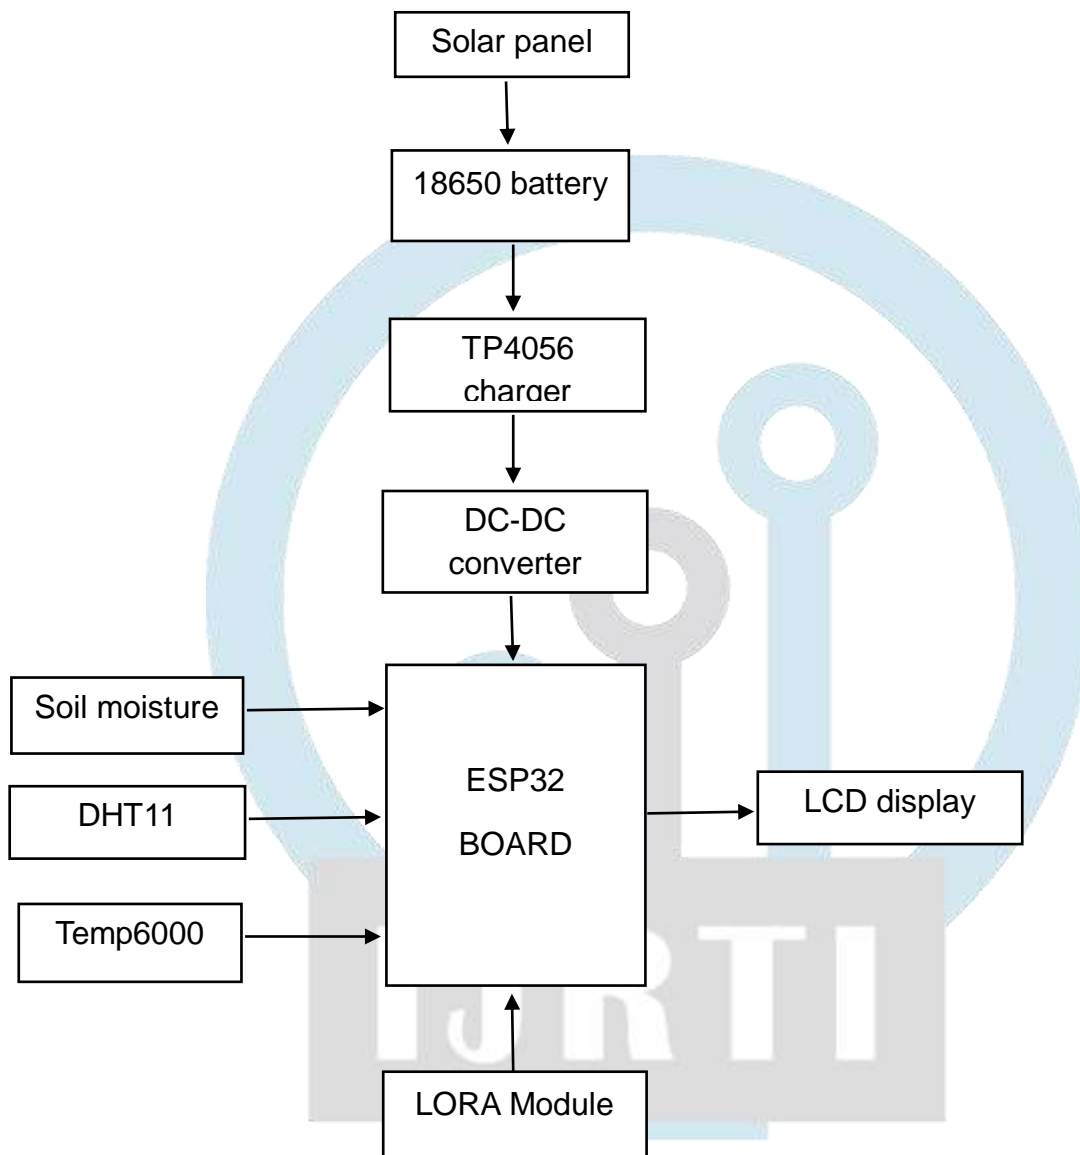 Solar panel
18650 battery
TP4056
charger
DC-DC
converter
Soil moisture
DHT11
Temp6000
ESP32
BOARD
LCD display
LORA Module
IJRTI